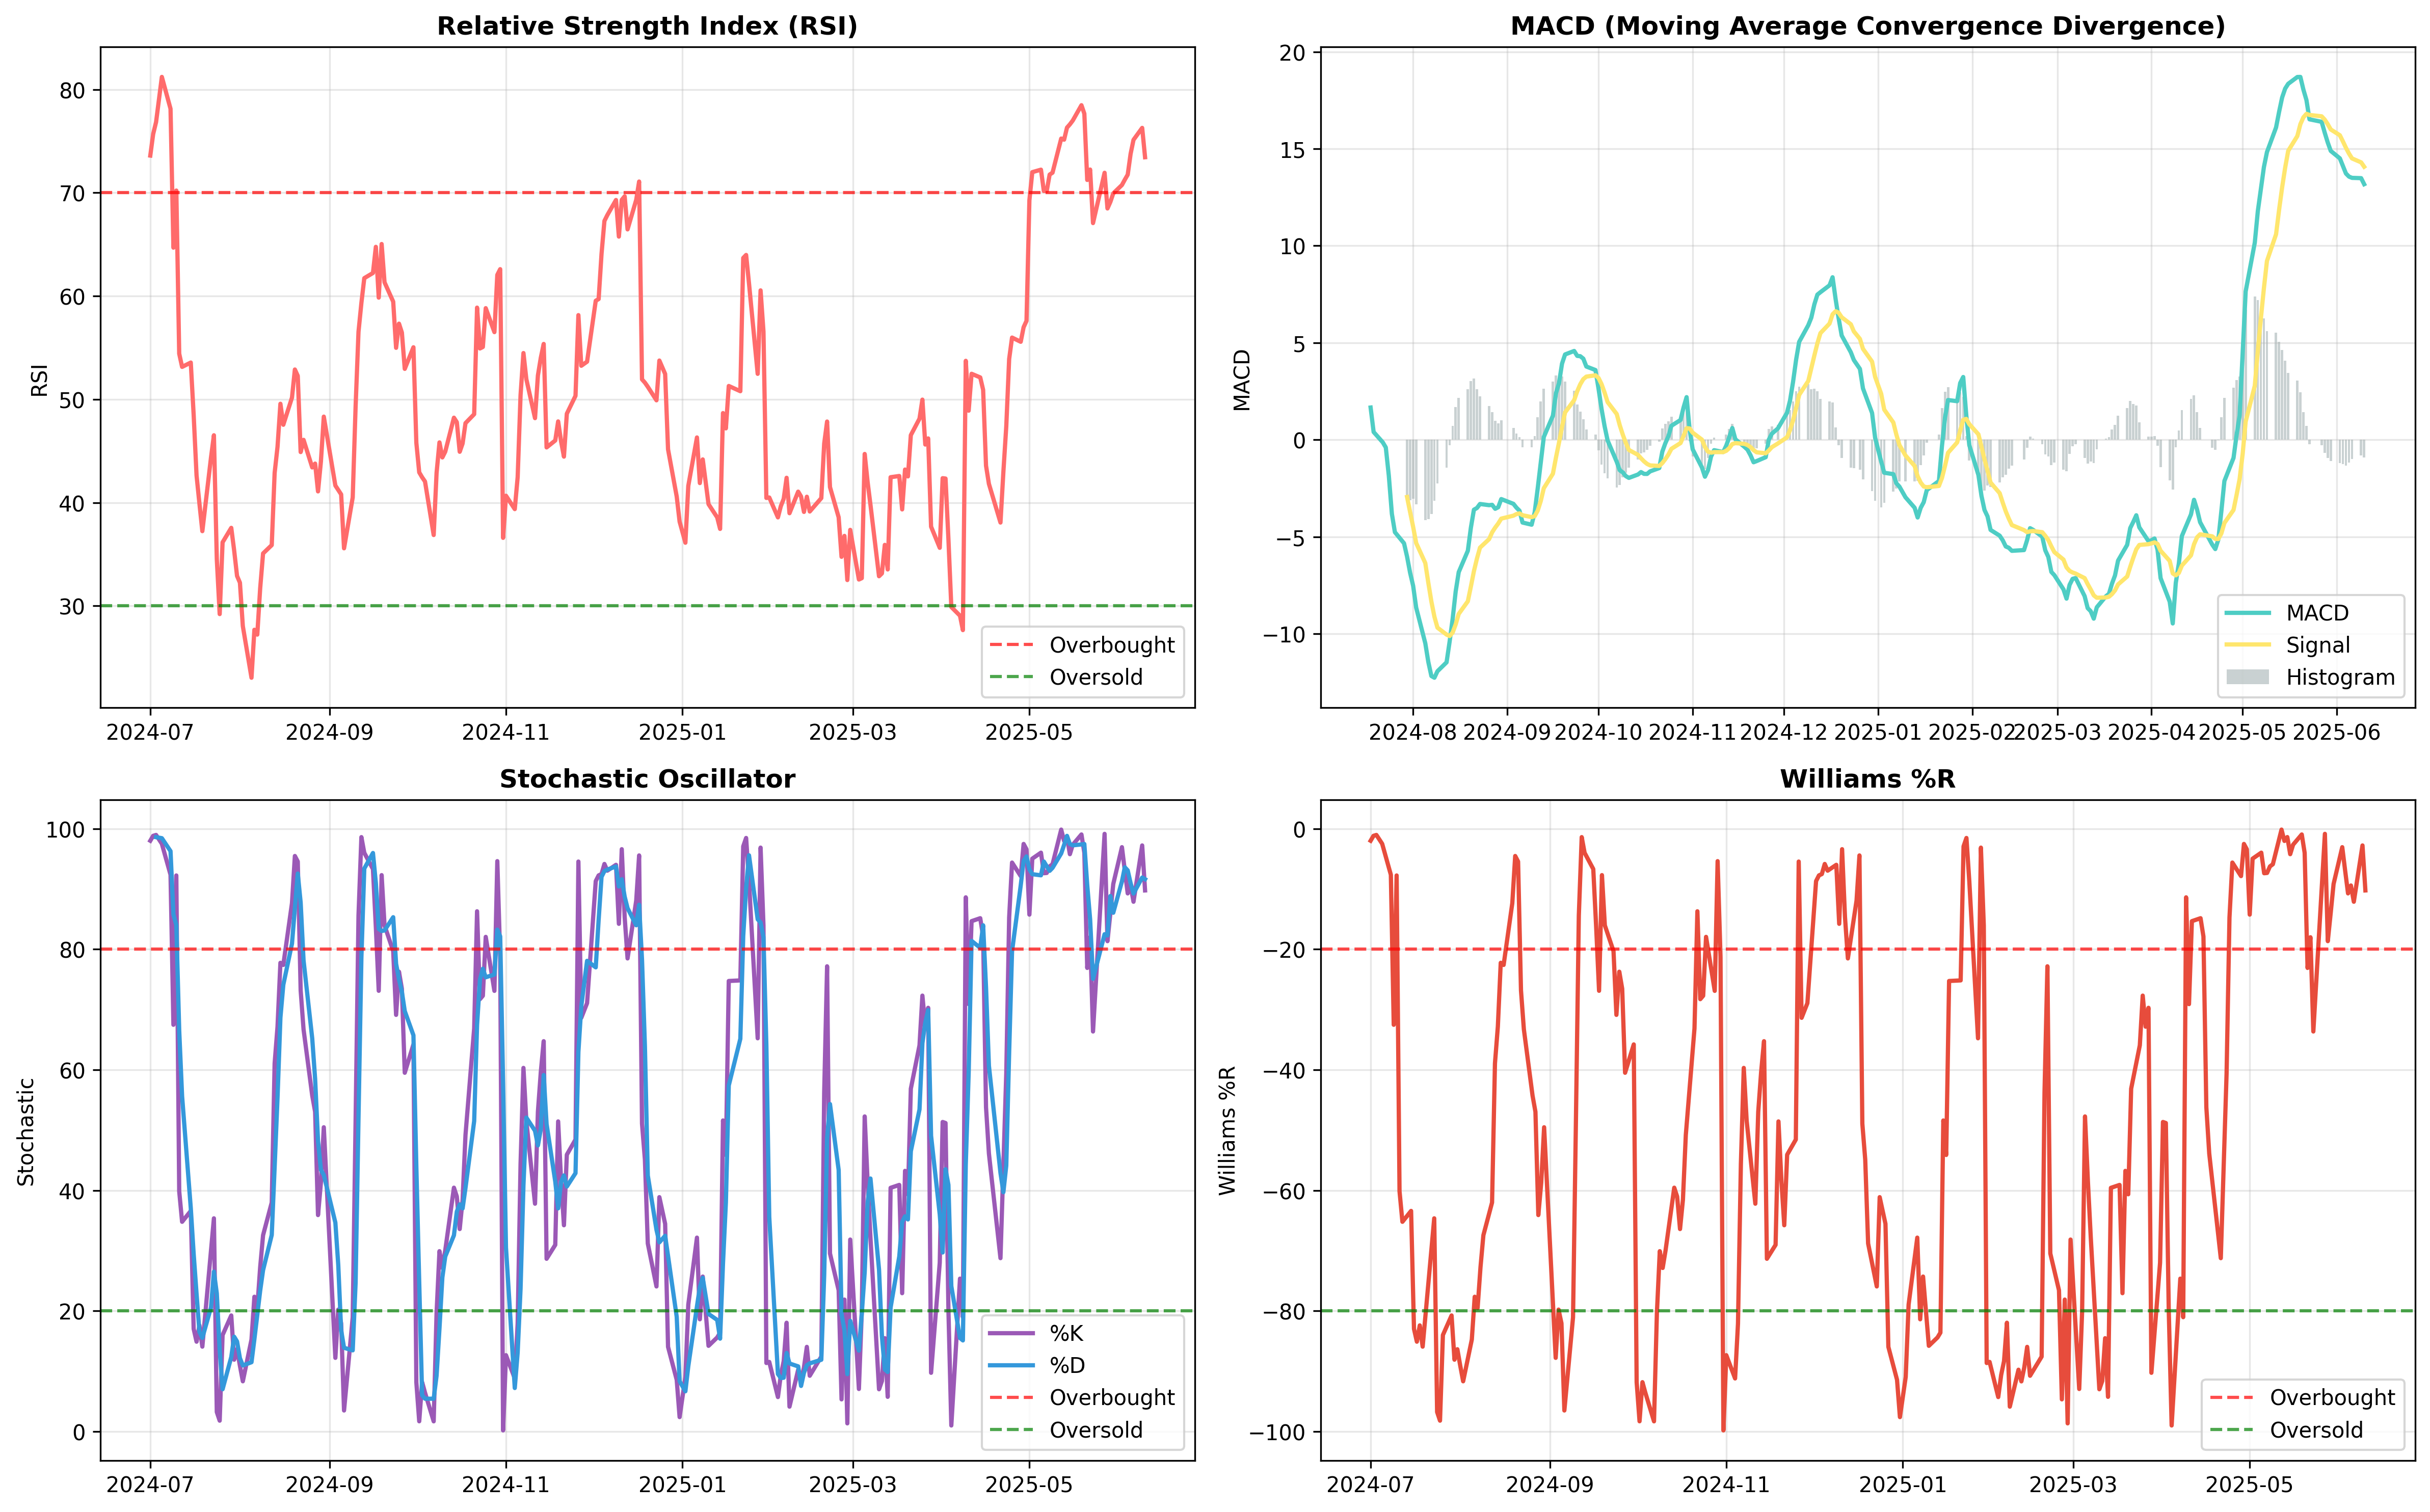 Relative Strength Index (RSI)
RSI
80
70
60
50
40
30
Overbought
Oversold
2024-07
2024-09
2024-11
2025-01
2025-03
2025-05
MACD (Moving Average Convergence Divergence)
MACD
20
15
10
5
0
−5
−10
MACD
Signal
Histogram
2024-08
2024-09
2024-10
2024-11
2024-12
2025-01
2025-02
2025-03
2025-04
2025-05
2025-06
Stochastic Oscillator
Stochastic
100
80
60
40
20
0
%K
%D
Overbought
Oversold
2024-07
2024-09
2024-11
2025-01
2025-03
2025-05
Williams %R
Williams %R
0
−20
−40
−60
−80
−100
Overbought
Oversold
2024-07
2024-09
2024-11
2025-01
2025-03
2025-05